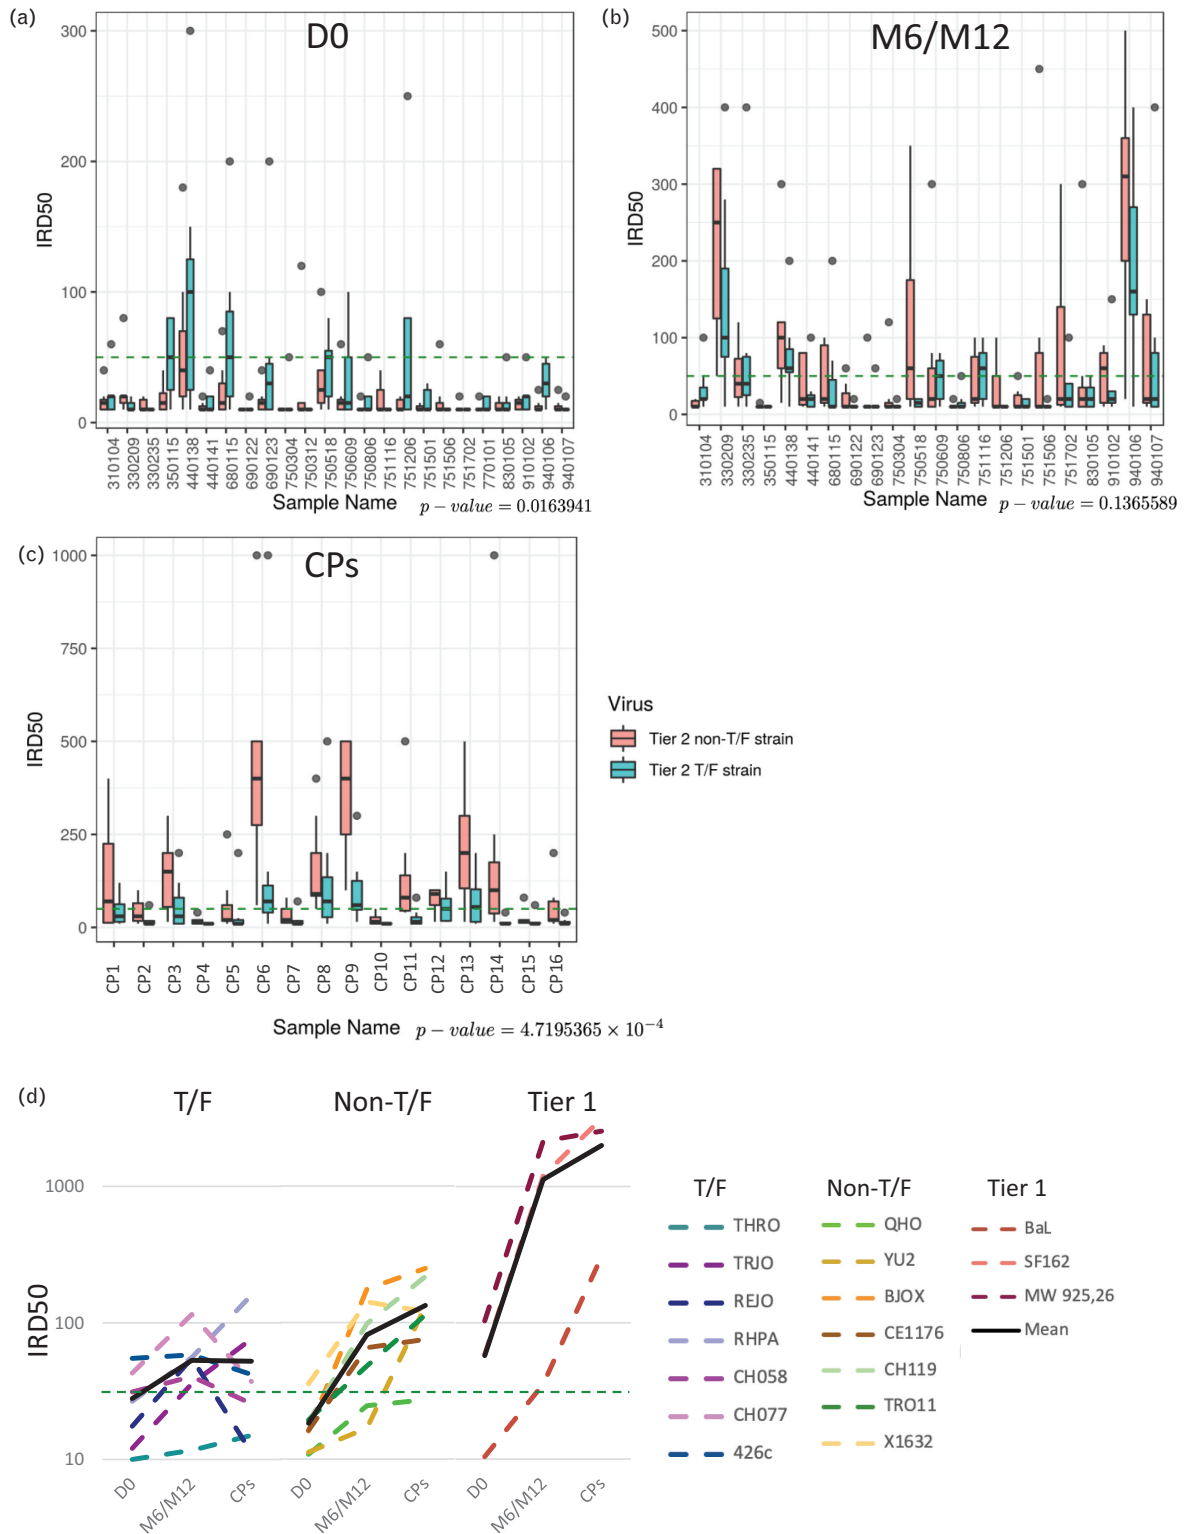 (a)
D0
300
200
100
0
IRD50
310104
330209
330235
350115
440138
440141
680115
6901122
6901223
750304
750312
750518
750609
750806
751116
751206
751501
751506
751702
770101
830105
910102
940106
940107
Sample Name
p − value = 0.0163941
(b)
M6/M12
500
400
300
200
100
0
IRD50
310104
330209
330235
350115
440138
440141
680115
6901122
6901223
750304
750518
750609
750806
751116
751206
751501
751506
751702
830105
910102
940106
940107
Sample Name
p − value = 0.1365589
(c)
CPs
1000
750
500
250
0
IRD50
CP1
CP2
CP3
CP4
CP5
CP6
CP7
CP8
CP9
CP10
CP11
CP12
CP13
CP14
CP15
CP16
Sample Name
p − value = 4.7195365 × 10⁻⁴
Virus
Tier 2 non-T/F strain
Tier 2 T/F strain
(d)
T/F
Non-T/F
Tier 1
1000
100
10
IRD50
D0
M6/M12
CPs
D0
M6/M12
CPs
D0
M6/M12
CPs
T/F
THRO
TRJO
REJO
RHPA
CH058
CH077
426c
Non-T/F
QHO
YU2
BJOX
CE1176
CH119
TRO11
X1632
Tier 1
BaL
SF162
MW 925,26
Mean